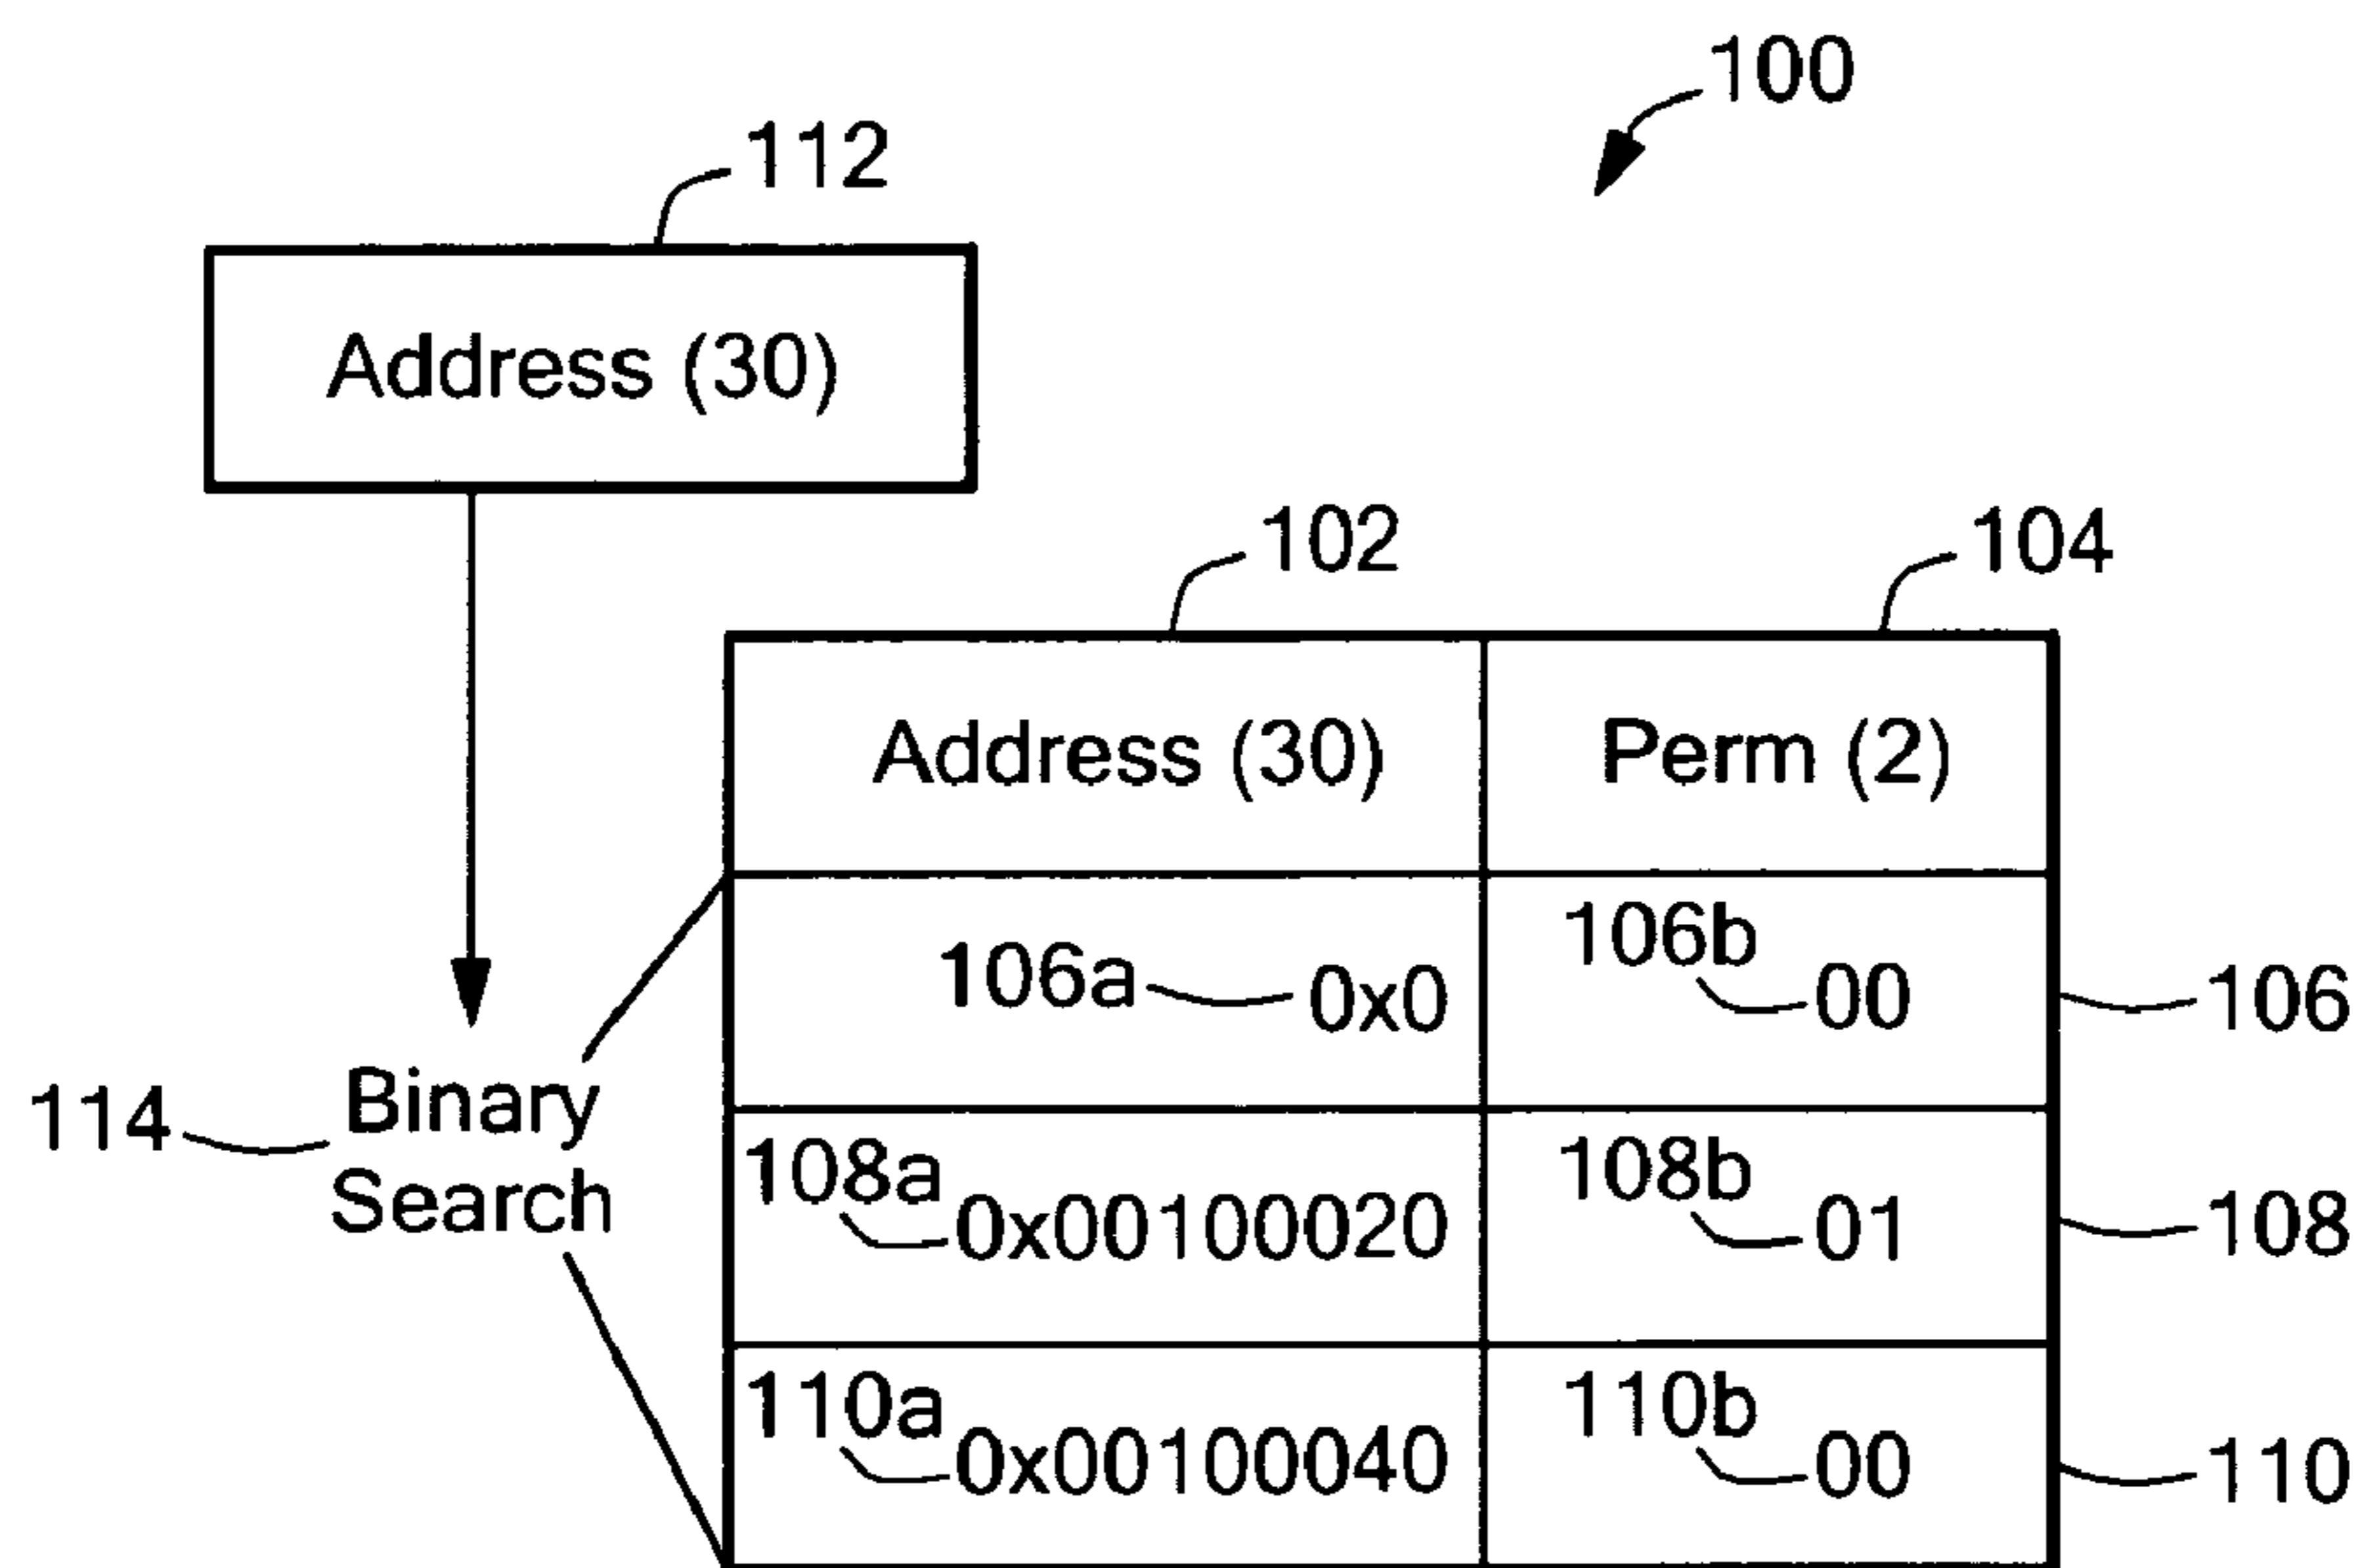 100
112
Address (30)
102
104
Address (30) Perm (2)
106a 0x0 106b 00 106
114 Binary Search
108a 0x00100020 108b 01 108
110a 0x00100040 110b 00 110